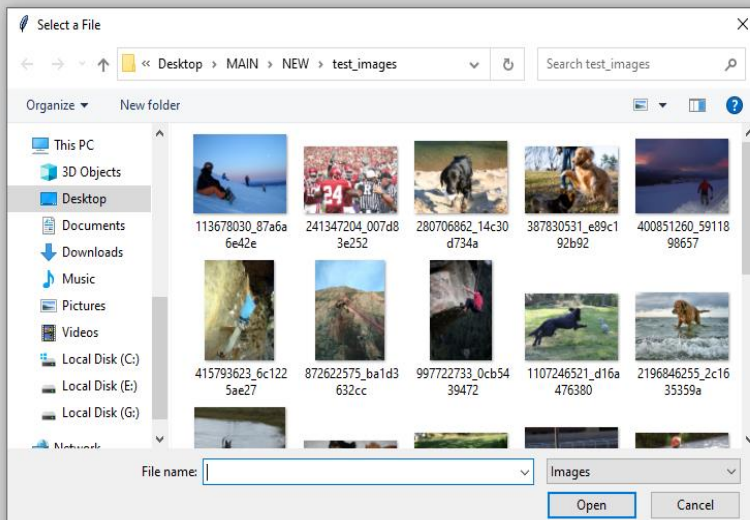 Select a File
« Desktop > MAIN > NEW > test_images
Search test_images
Organize
New folder
This PC
3D Objects
Desktop
Documents
Downloads
Music
Pictures
Videos
Local Disk (C:)
Local Disk (E:)
Local Disk (G:)
Network
24
R
113678030_87a6a
6e42e
241347204_007d8
3e252
280706862_14c30
d734a
387830531_e89c1
92b92
400851260_59118
98657
415793623_6c122
5ae27
872622575_ba1d3
632cc
997722733_0cb54
39472
1107246521_d16a
476380
2196846255_2c16
35359a
File name:
Images
Open
Cancel